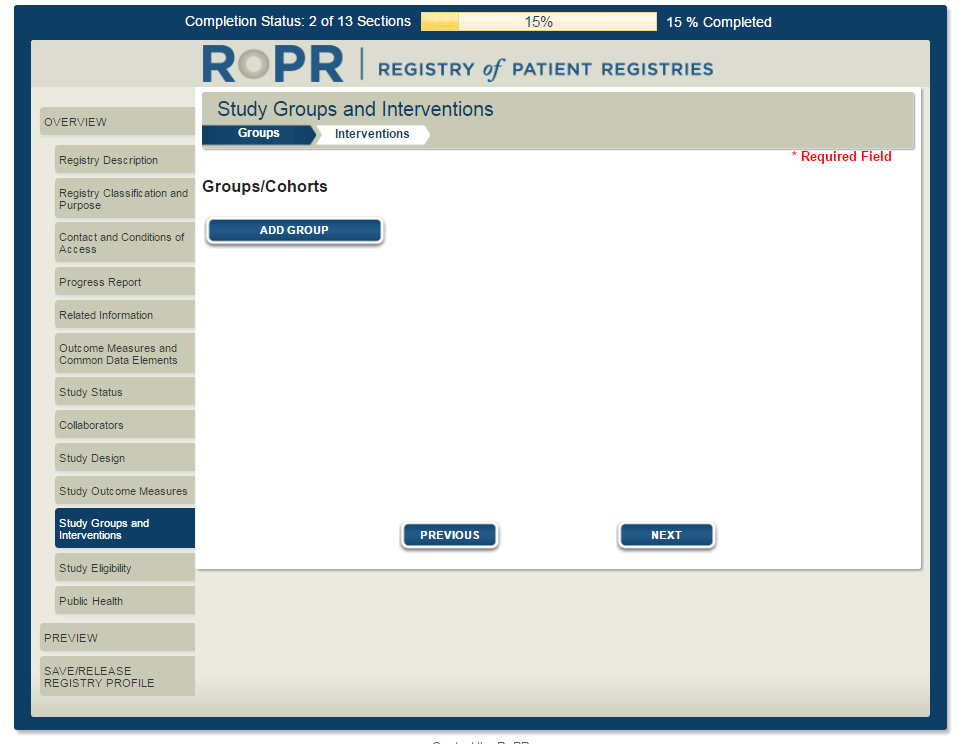 Completion Status: 2 of 13 Sections 15% 15 % Completed
RoPR | REGISTRY of PATIENT REGISTRIES
OVERVIEW
Registry Description
Registry Classification and
Purpose
Contact and Conditions of
Access
Progress Report
Related Information
Outcome Measures and
Common Data Elements
Study Status
Collaborators
Study Design
Study Outcome Measures
Study Groups and
Interventions
Study Eligibility
Public Health
PREVIEW
SAVE/RELEASE
REGISTRY PROFILE
Study Groups and Interventions
Groups Interventions
* Required Field
Groups/Cohorts
ADD GROUP
PREVIOUS NEXT